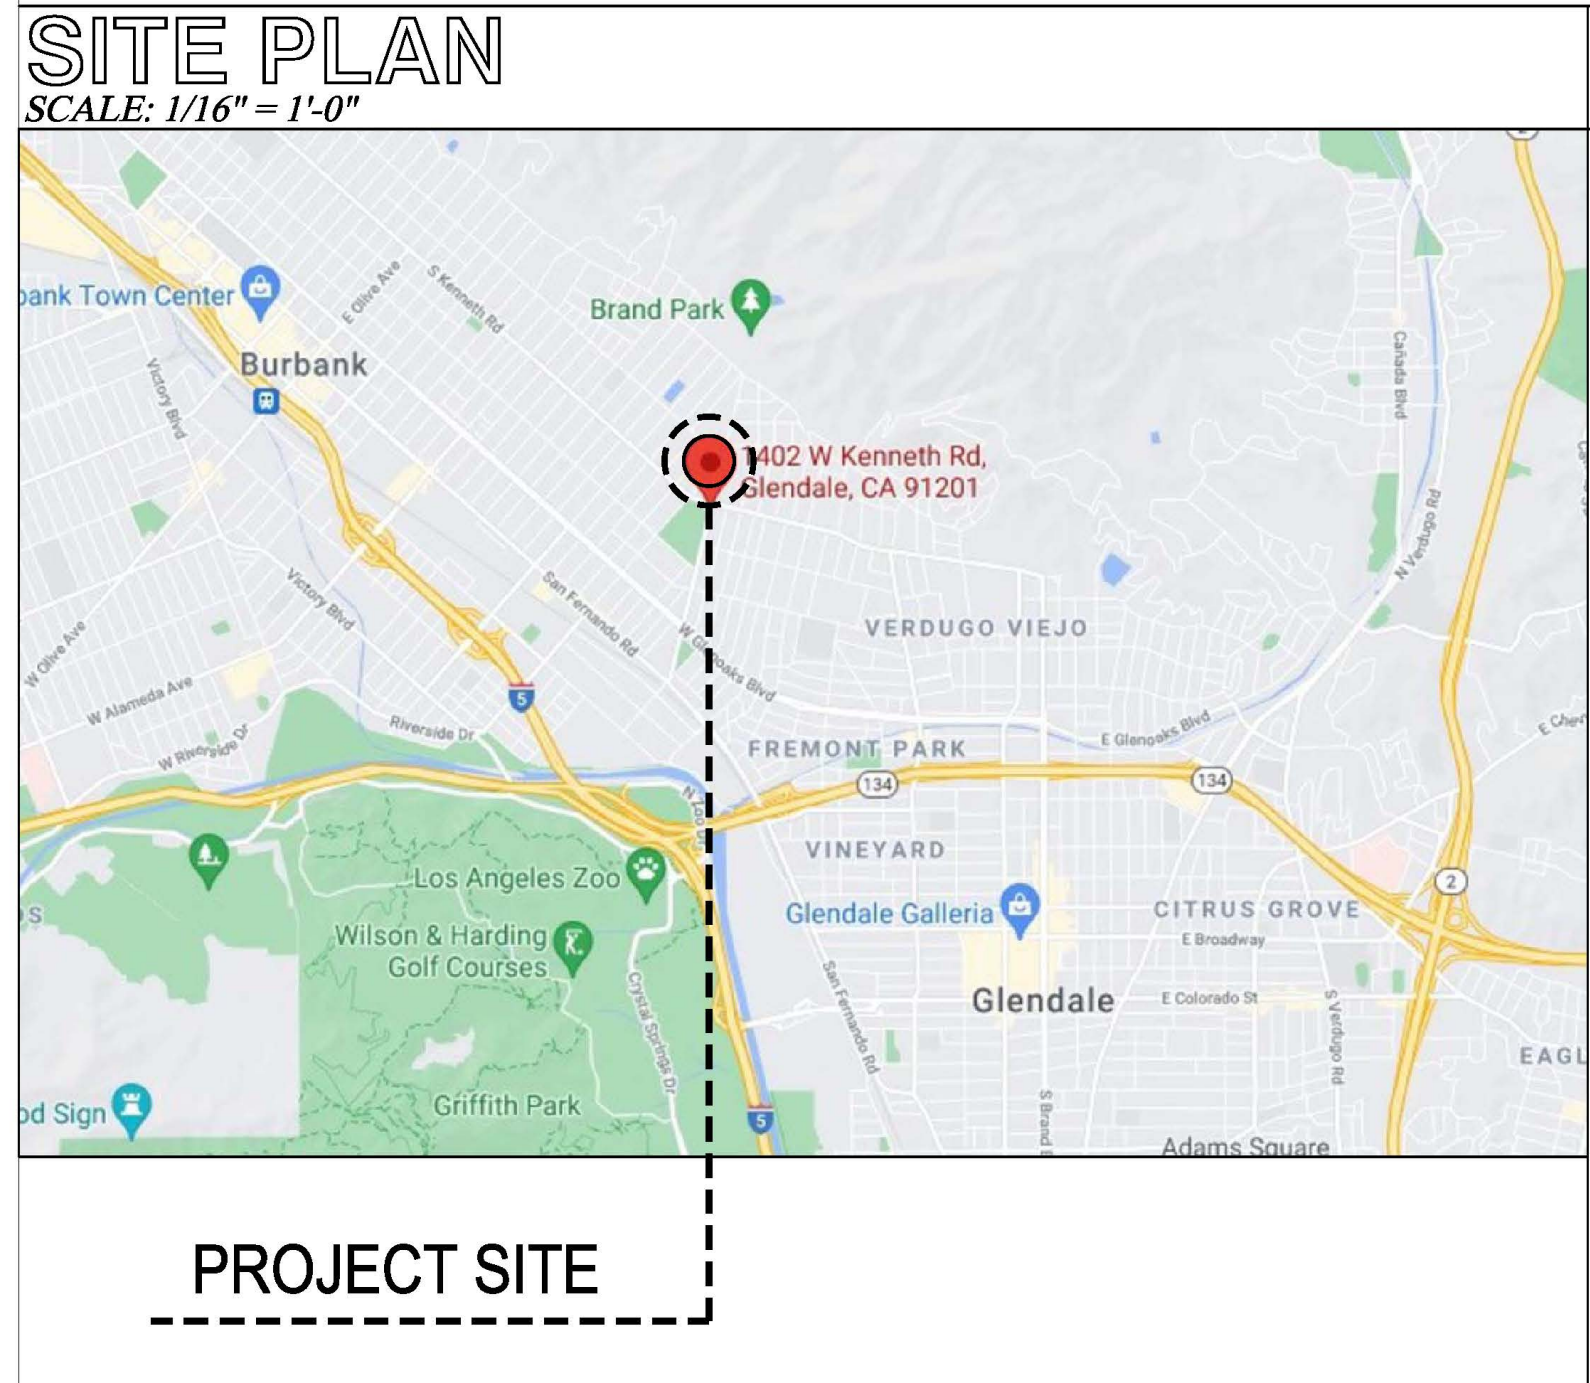 SITE PLAN
SCALE: 1/16" = 1'-0"
bank Town Center
E Olive Ave
S Kenneth Rd
Brand Park
Burbank
Victory Blvd
Cañada Blvd
1402 W Kenneth Rd,
Glendale, CA 91201
N Verdugo Rd
Victory Blvd
San Fernando Rd
W Olive Ave
VERDUGO VIEJO
W Glenoaks Blvd
W Alameda Ave
5
Riverside Dr
W Riverside Dr
E Glenoaks Blvd
E Chev
FREMONT PARK
134
134
N Zoo Dr
VINEYARD
Los Angeles Zoo
2
OS
Glendale Galleria
CITRUS GROVE
Wilson & Harding
Golf Courses
E Broadway
Crystal Springs Dr
San Fernando Rd
Glendale
E Colorado St
S Verdugo Rd
EAGL
od Sign
Griffith Park
5
S Brand
Adams Square
PROJECT SITE